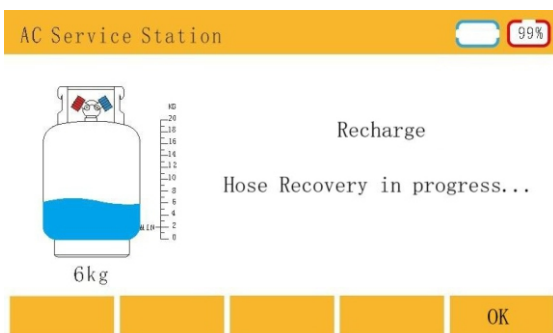 AC Service Station
99%
KG
20
18
16
14
12
10
8
6
4
2
0
Recharge
Hose Recovery in progress...
6kg
OK